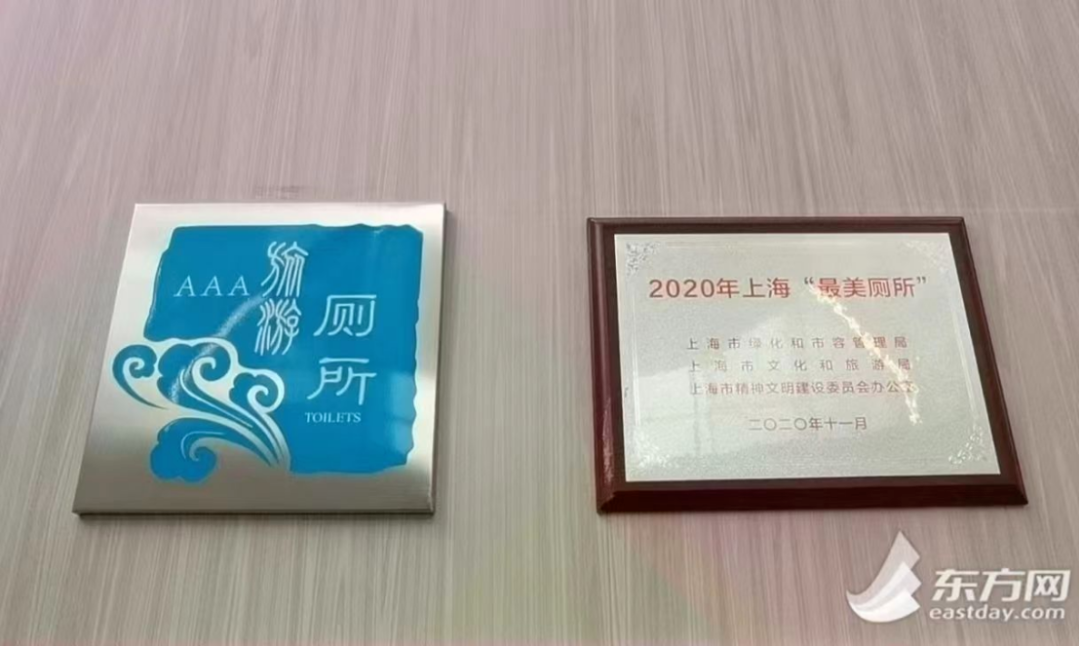 AAA
旅游
厕所
TOILETS
2020年上海“最美厕所”
上海市绿化和市容管理局
上海市文化和旅游局
上海市精神文明建设委员会办公室
二〇二〇年十一月
东方网
eastday.com